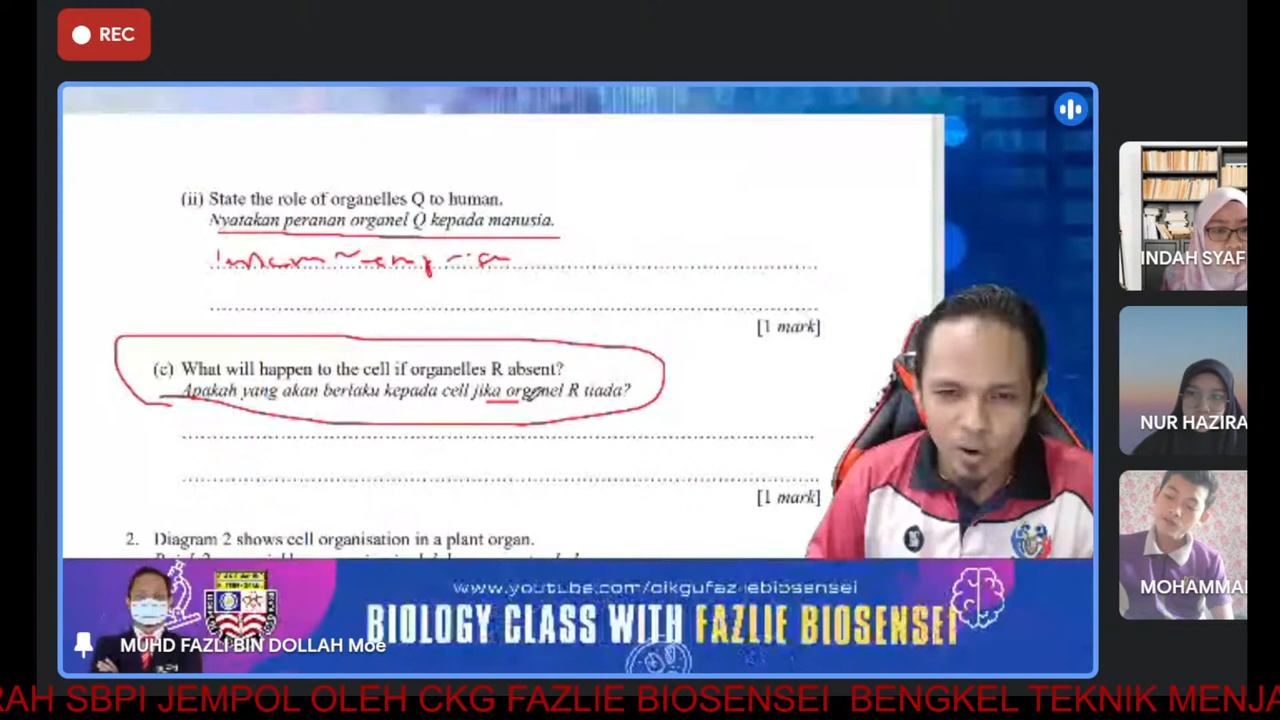 REC
(ii) State the role of organelles Q to human.
Nyatakan peranan organel Q kepada manusia.
[1 mark]
(c) What will happen to the cell if organelles R absent?
Apakah yang akan berlaku kepada cell jika organel R tiada?
[1 mark]
2. Diagram 2 shows cell organisation in a plant organ.
www.youtube.com/cikgufazliebiosensei
BIOLOGY CLASS WITH FAZLIE BIOSENSEI
MUHD FAZLI BIN DOLLAH Moe
INDAH SYAF
NUR HAZIRA
MOHAMMA
RAH SBPI JEMPOL OLEH CKG FAZLIE BIOSENSEI BENGKEL TEKNIK MENJA